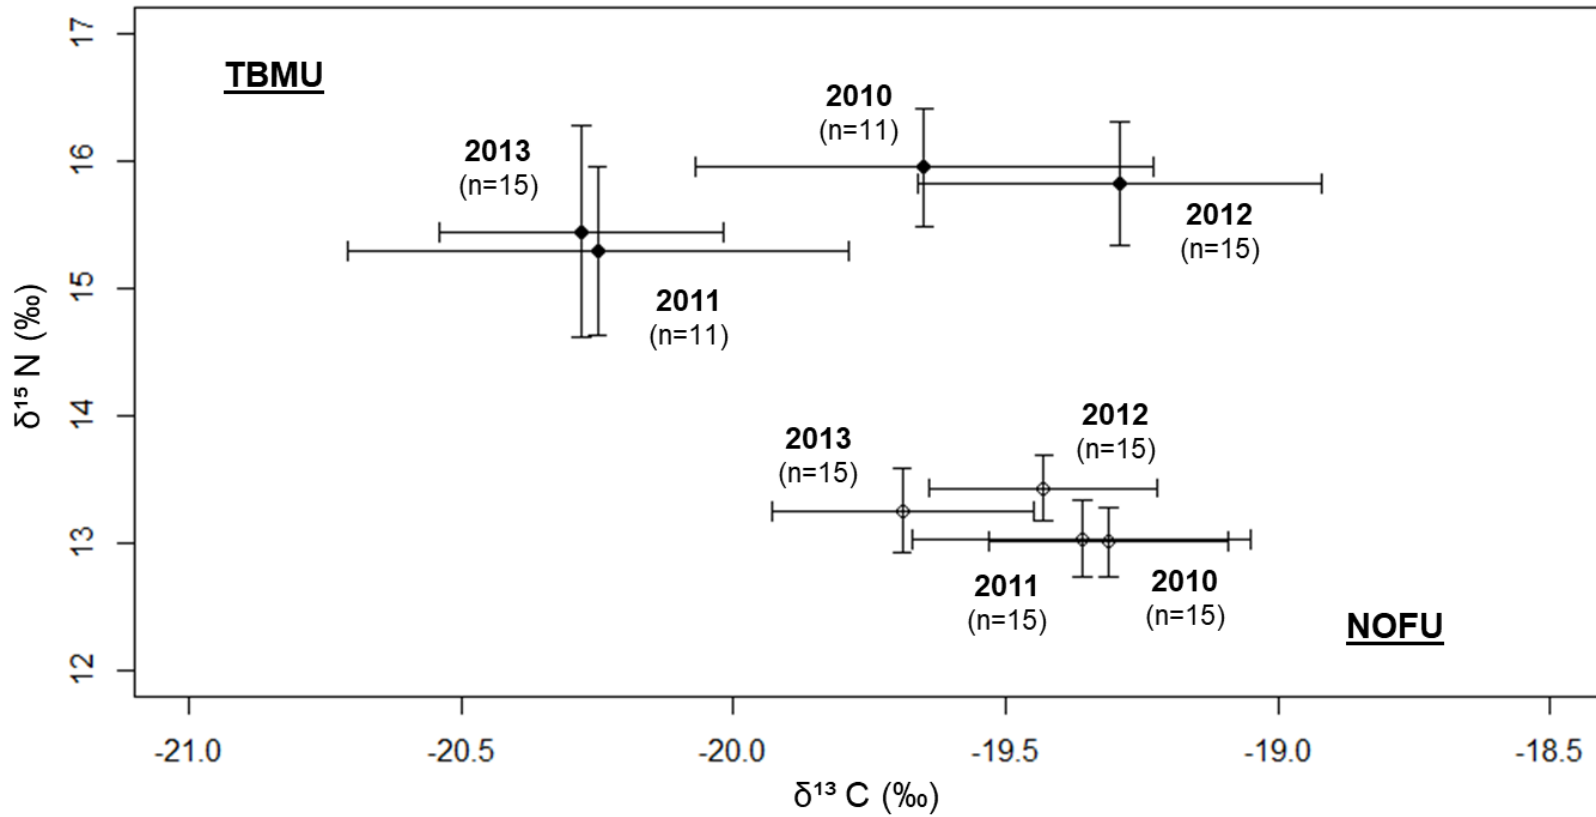 17
16
15
14
13
12
δ¹⁵ N (‰)
TBMU
2010
(n=11)
2013
(n=15)
2012
(n=15)
2011
(n=11)
2012
(n=15)
2013
(n=15)
2011
(n=15)
2010
(n=15)
NOFU
-21.0 -20.5 -20.0 -19.5 -19.0 -18.5
δ¹³ C (‰)